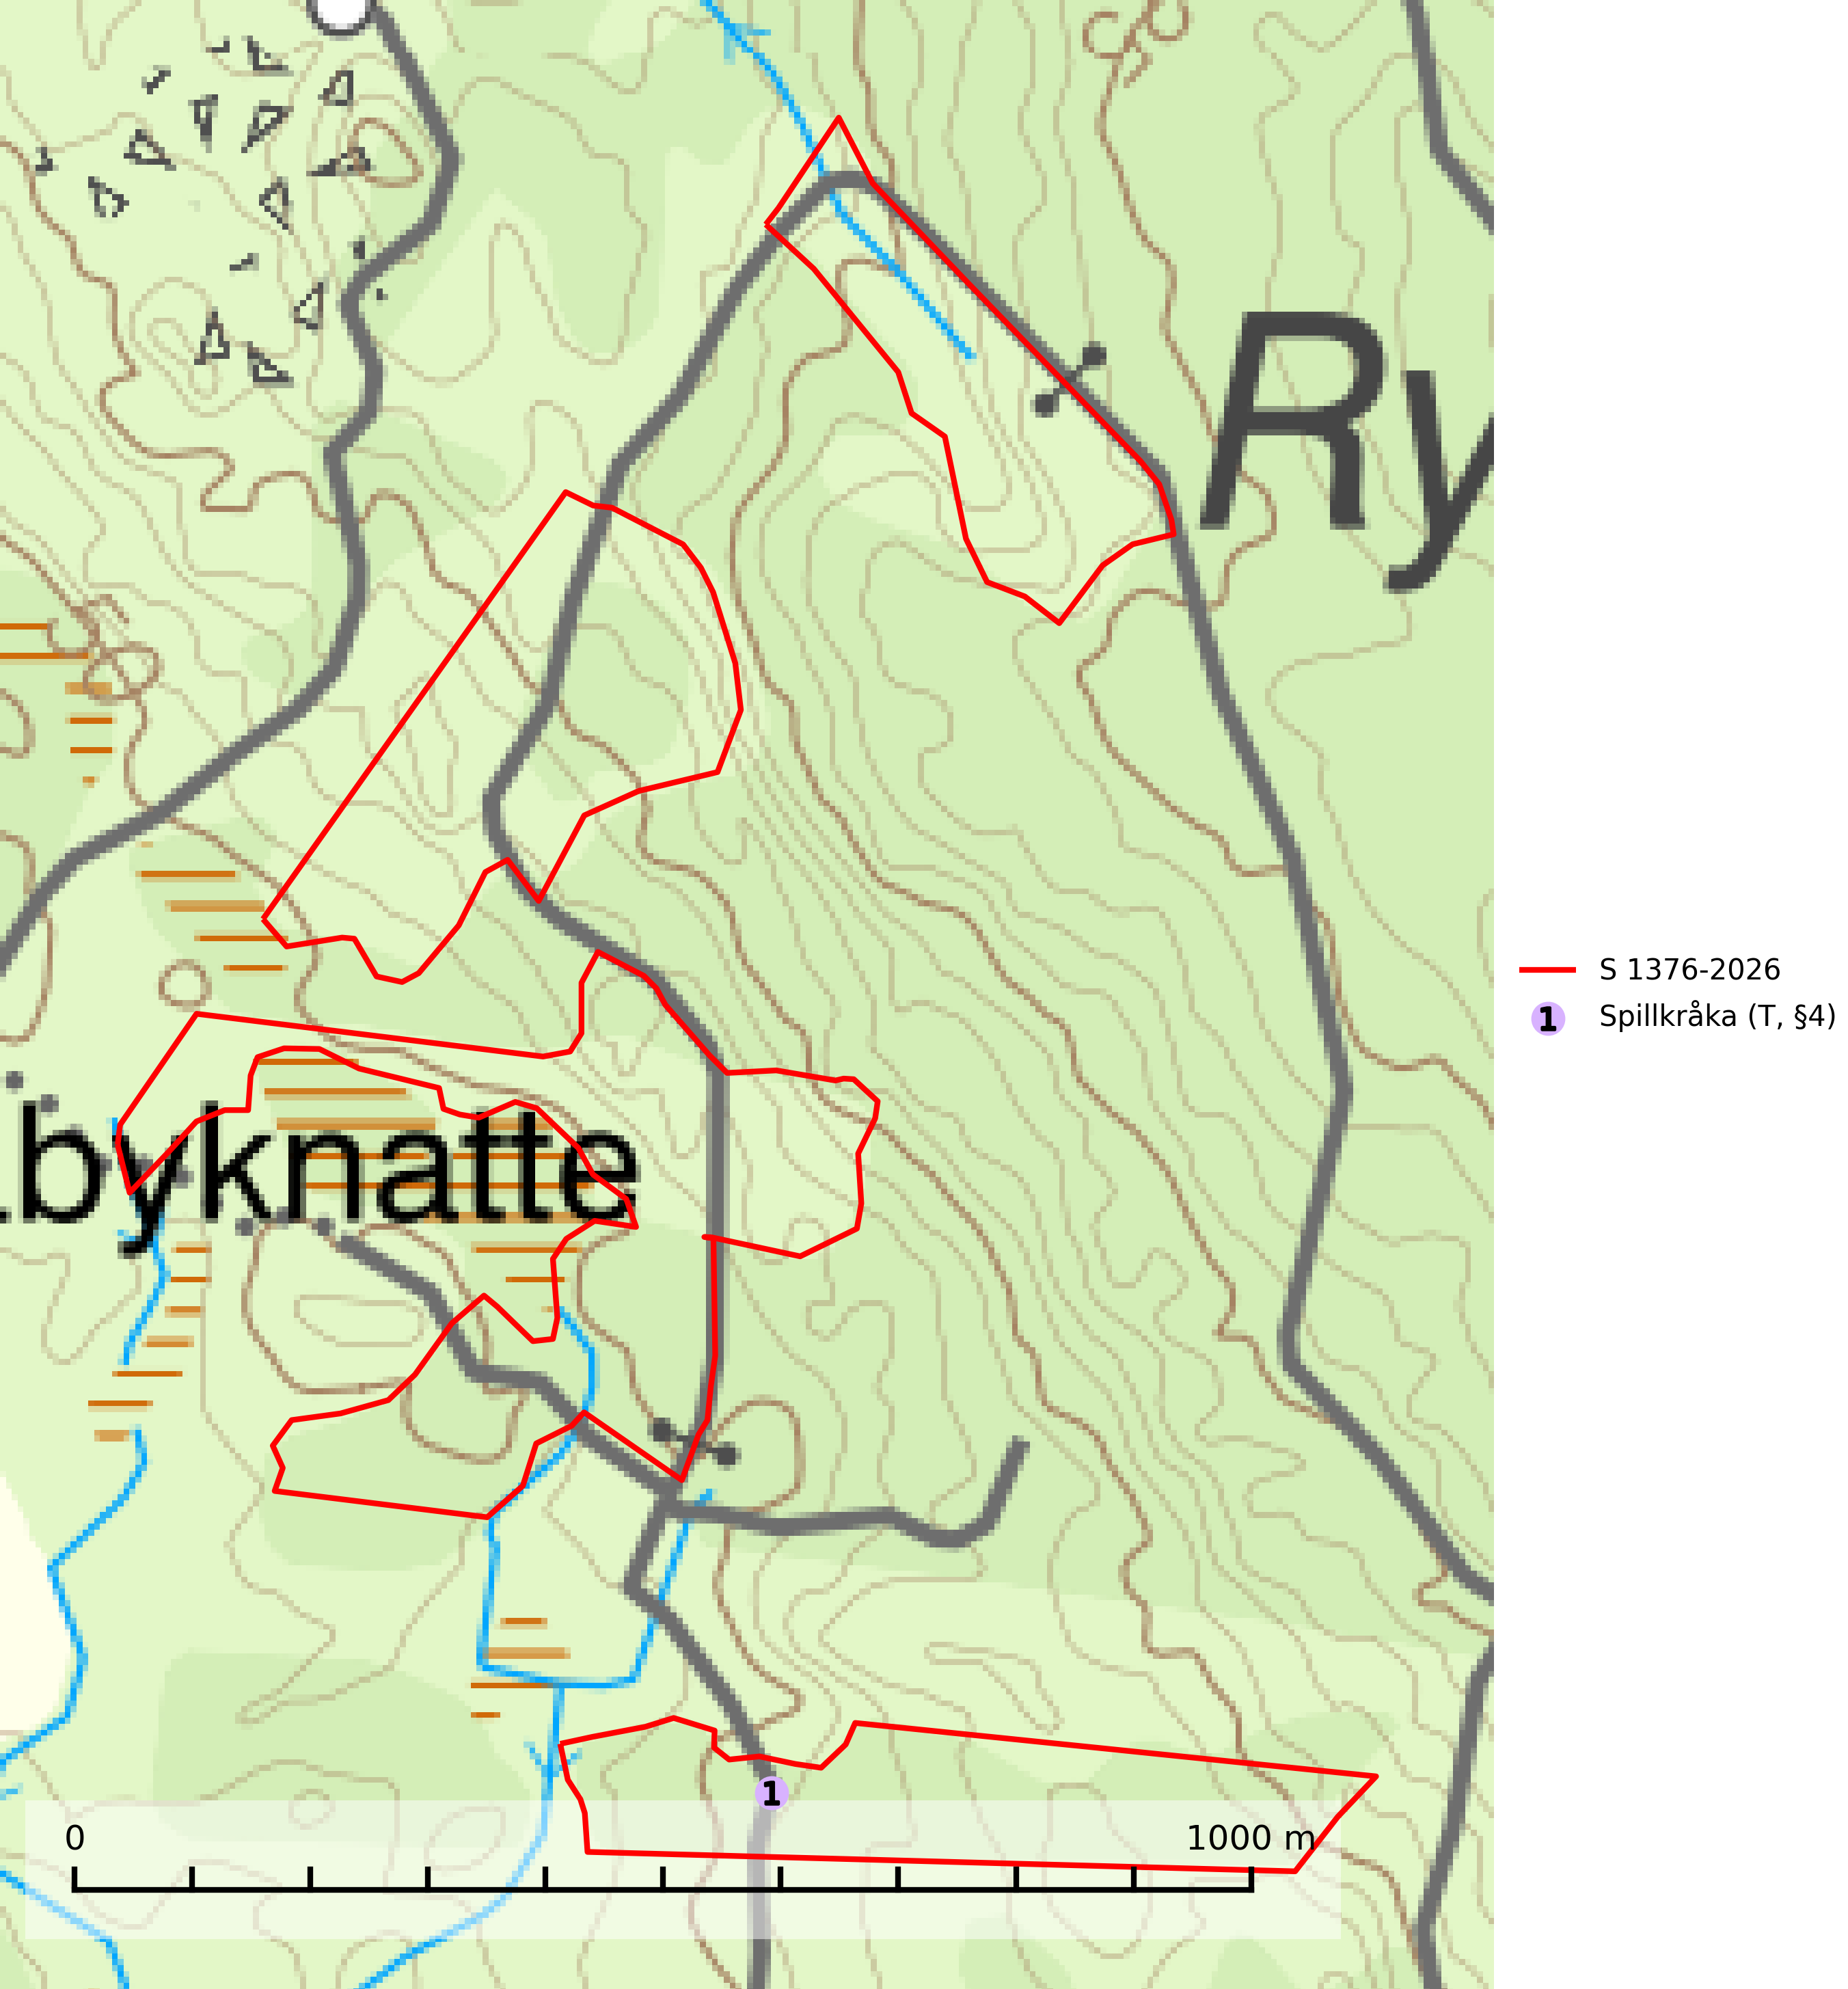 Ry
.byknatte
S 1376-2026
1 Spillkråka (T, §4)
1
0 1000 m